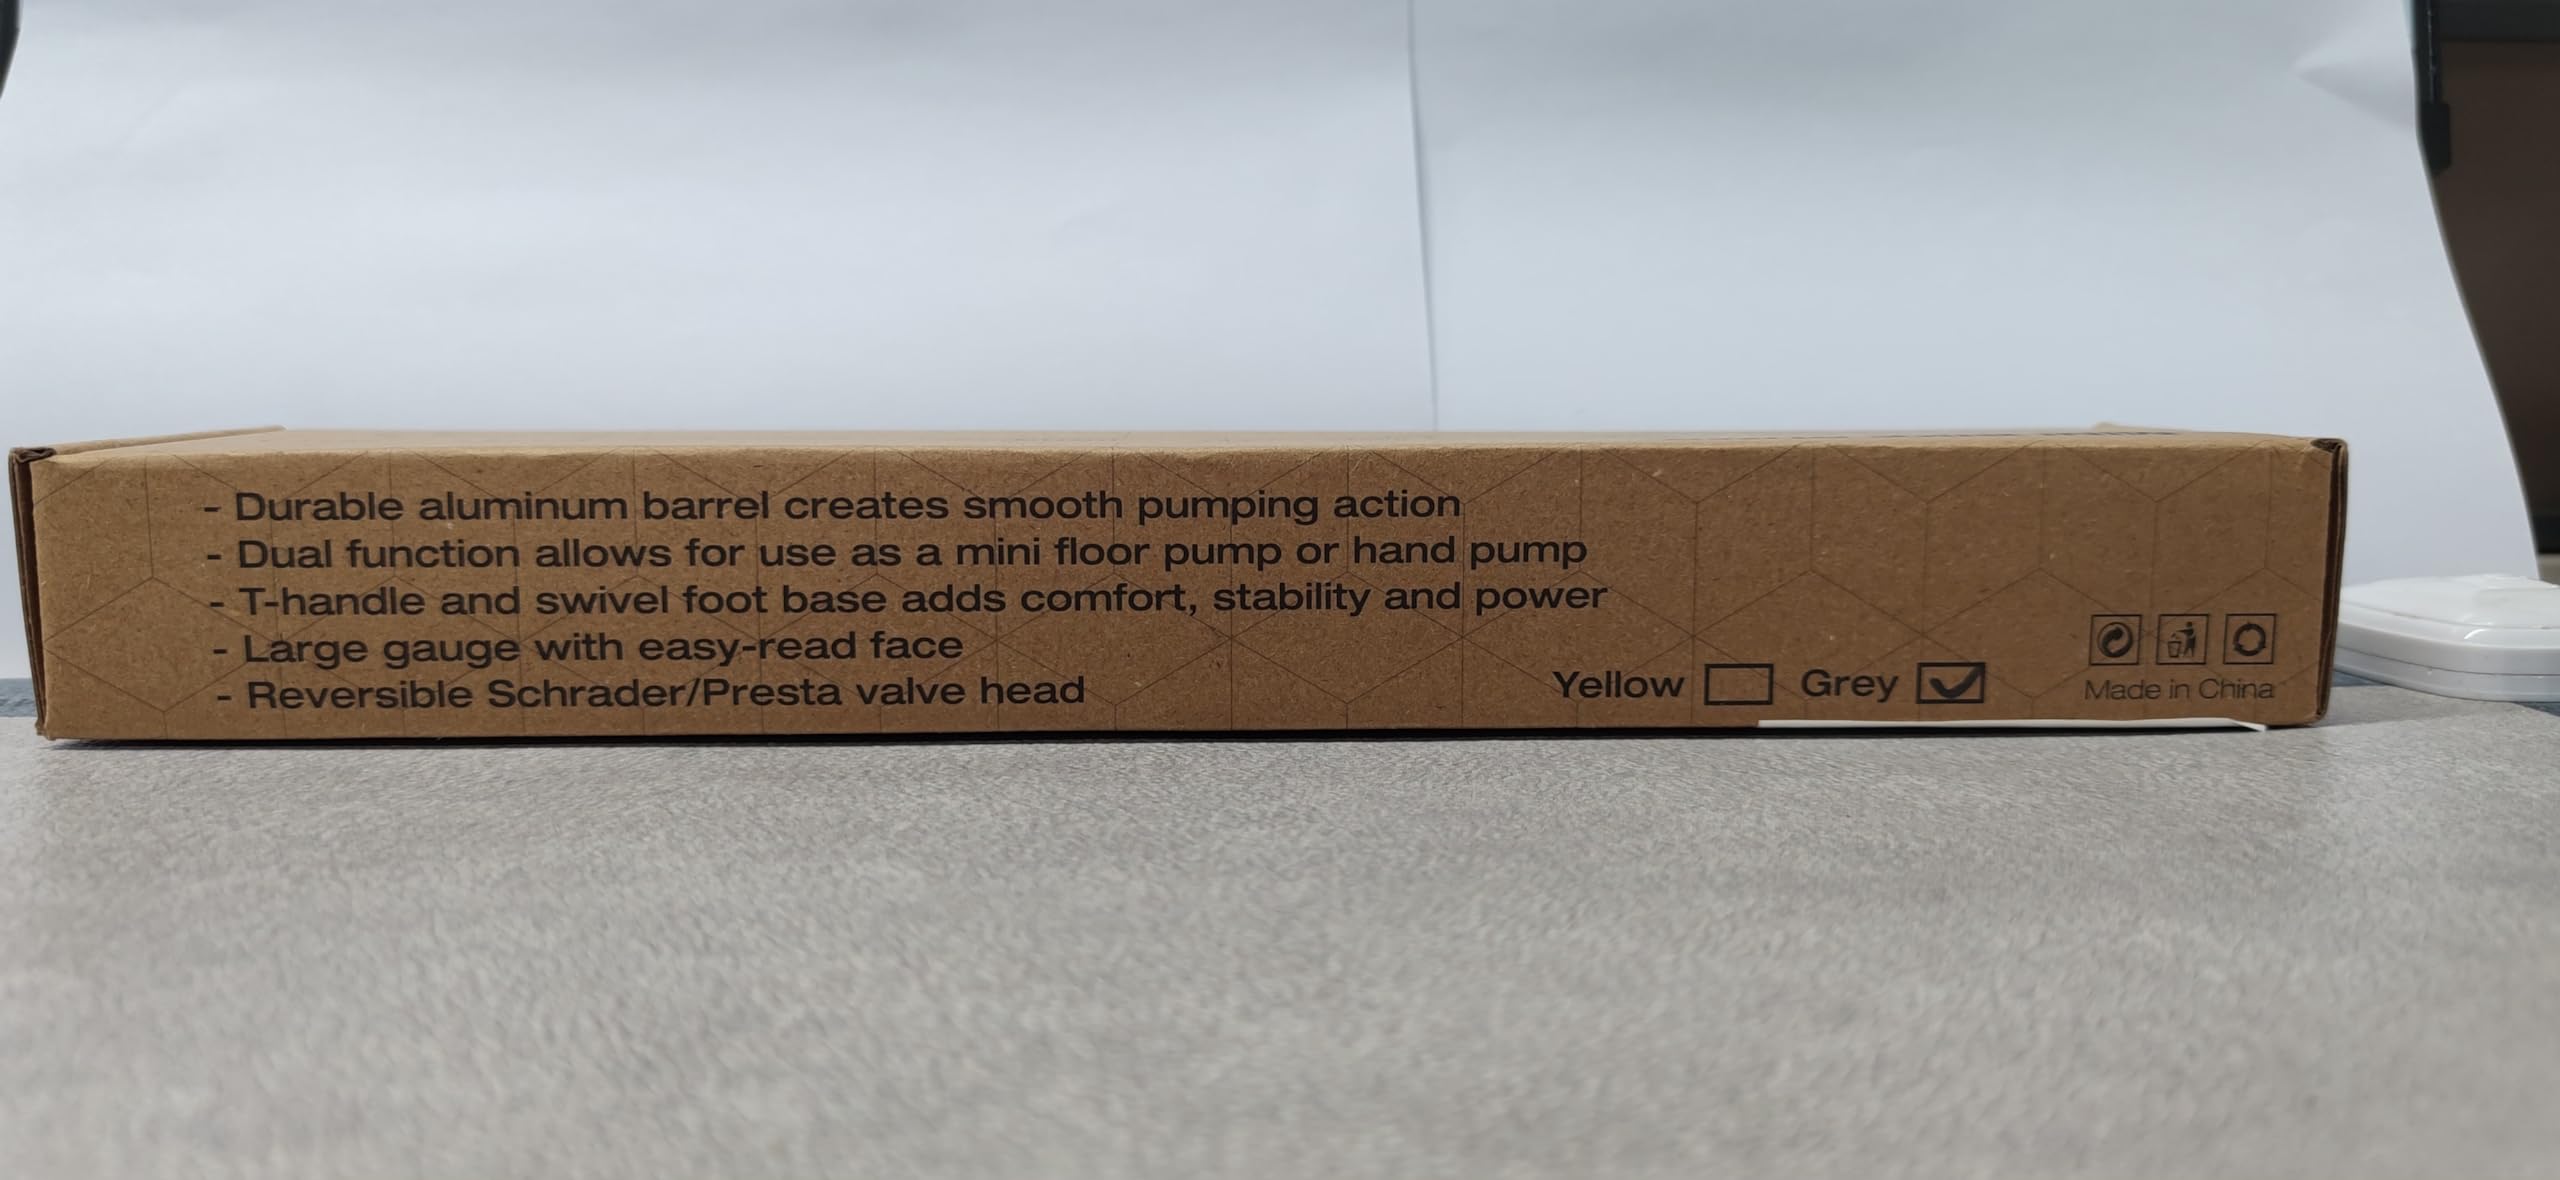 - Durable aluminum barrel creates smooth pumping action
- Dual function allows for use as a mini floor pump or hand pump
- T-handle and swivel foot base adds comfort, stability and power
- Large gauge with easy-read face
- Reversible Schrader/Presta valve head
Yellow Grey
Made in China